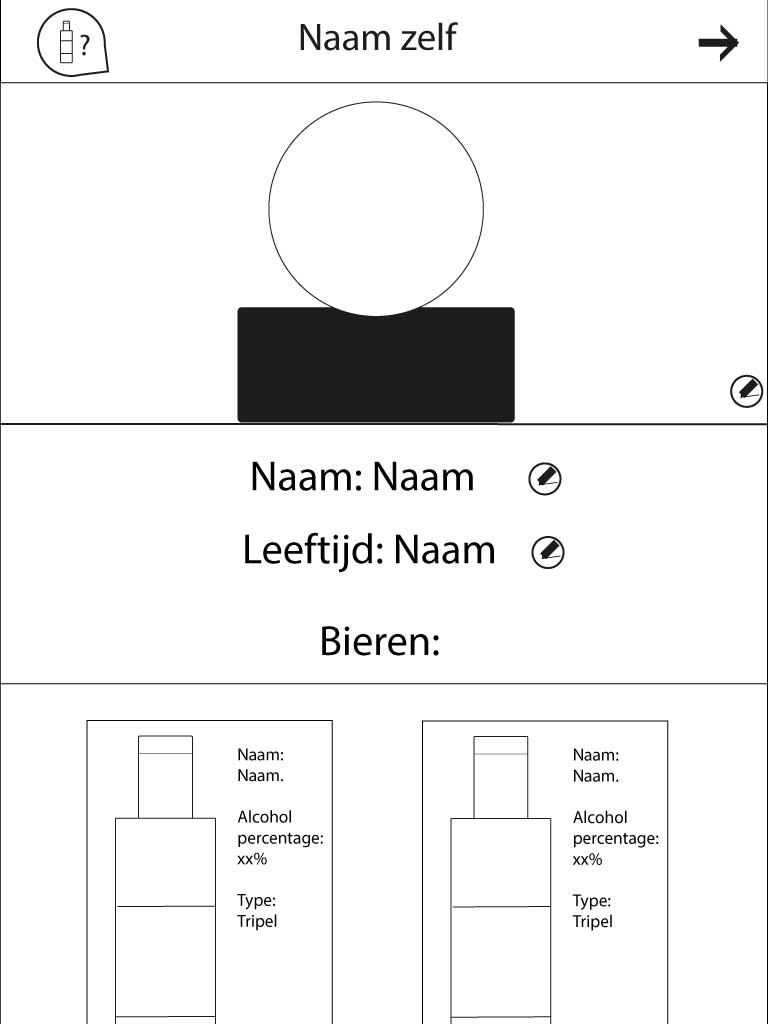 ?
Naam zelf
Naam: Naam
Leeftijd: Naam
Bieren:
Naam:
Naam.
Alcohol
percentage:
xx%
Type:
Tripel
Naam:
Naam.
Alcohol
percentage:
xx%
Type:
Tripel